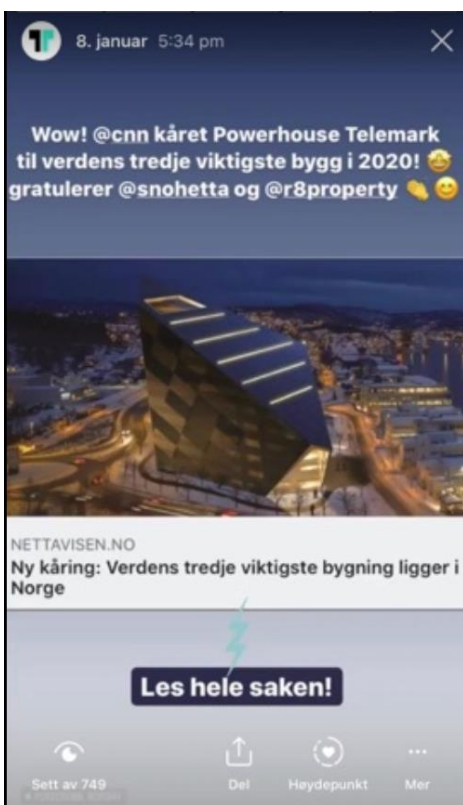 8. januar 5:34 pm
Wow! @cnn kåret Powerhouse Telemark
til verdens tredje viktigste bygg i 2020! 🤩
gratulerer @snohetta og @r8property 👏😊
NETTAVISEN.NO
Ny kåring: Verdens tredje viktigste bygning ligger i
Norge
Les hele saken!
Sett av 749
Del
Høydepunkt
Mer